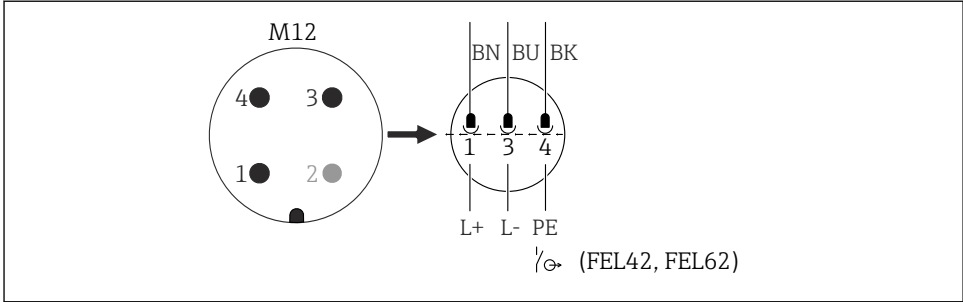 M12
BN BU BK
4 3
1 3 4
1 2
L+ L- PE
(FEL42, FEL62)